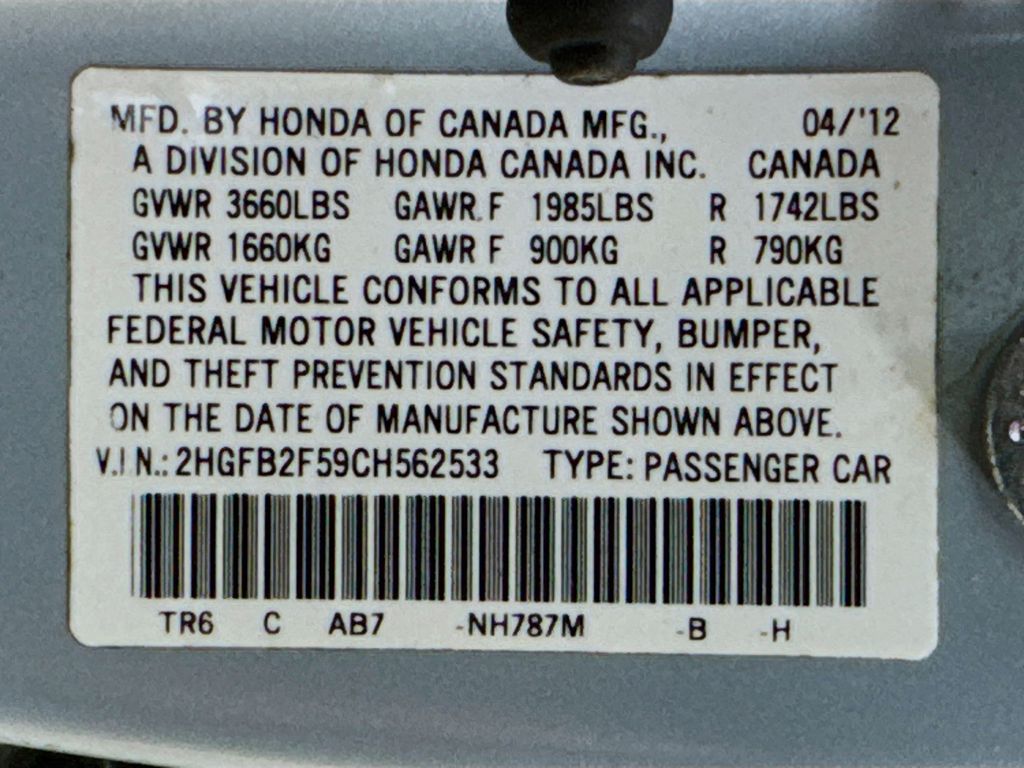 MFD. BY HONDA OF CANADA MFG., 04/'12
A DIVISION OF HONDA CANADA INC. CANADA
GVWR 3660LBS GAWR F 1985LBS R 1742LBS
GVWR 1660KG GAWR F 900KG R 790KG
THIS VEHICLE CONFORMS TO ALL APPLICABLE
FEDERAL MOTOR VEHICLE SAFETY, BUMPER,
AND THEFT PREVENTION STANDARDS IN EFFECT
ON THE DATE OF MANUFACTURE SHOWN ABOVE.
V.I N.: 2HGFB2F59CH562533 TYPE: PASSENGER CAR
TR6 C AB7 -NH787M -B -H